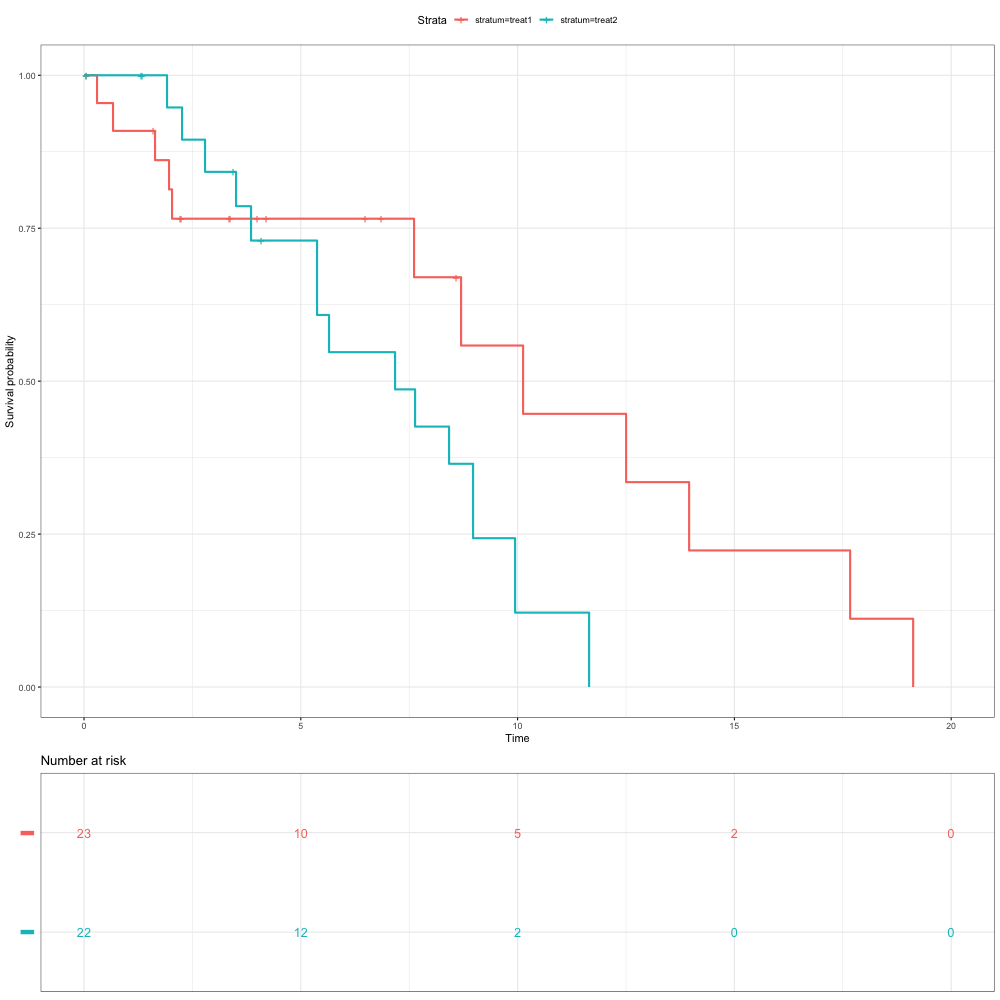 Strata stratum=treat1 stratum=treat2
1.00
0.75
0.50
0.25
0.00
Survival probability
0 5 10 15 20
Time
Number at risk
23 10 5 2 0
22 12 2 0 0